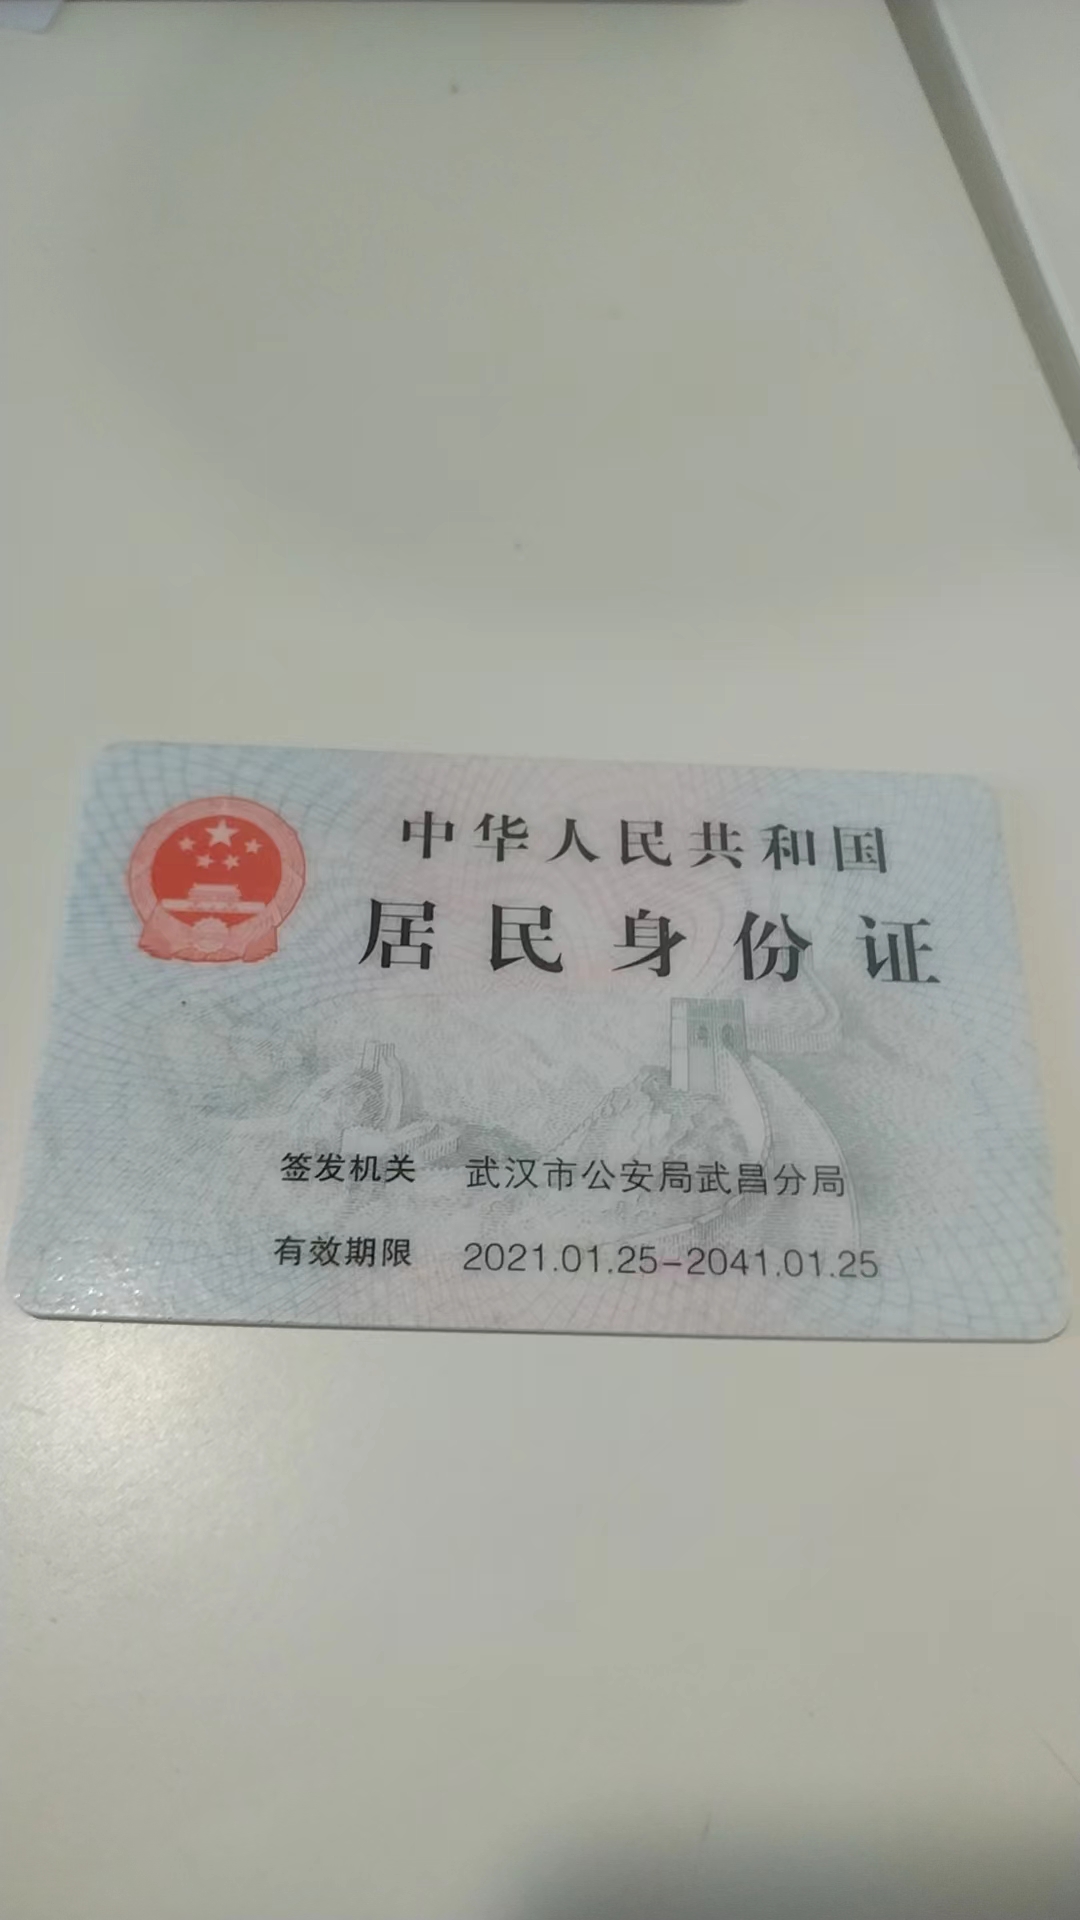 中华人民共和国
居民身份证
签发机关 武汉市公安局武昌分局
有效期限 2021.01.25-2041.01.25